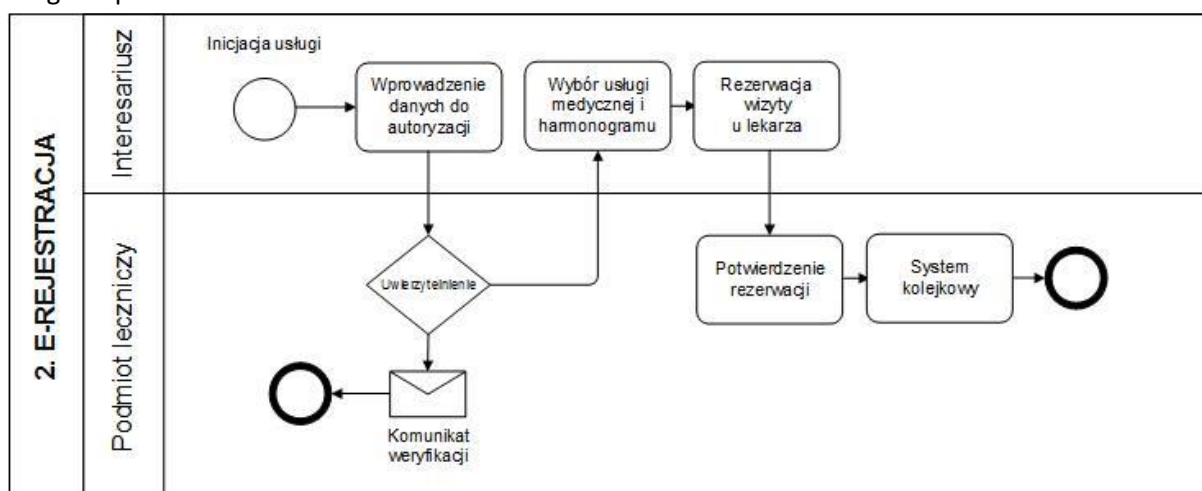 2. E-REJESTRACJA
Interesariusz
Inicjacja usługi
Wprowadzenie
danych do
autoryzacji
Wybór usługi
medycznej i
harmonogramu
Rezerwacja
wizyty
u lekarza
Podmiot leczniczy
Uwierzytelnienie
Potwierdzenie
rezerwacji
System
kolejkowy
Komunikat
weryfikacji